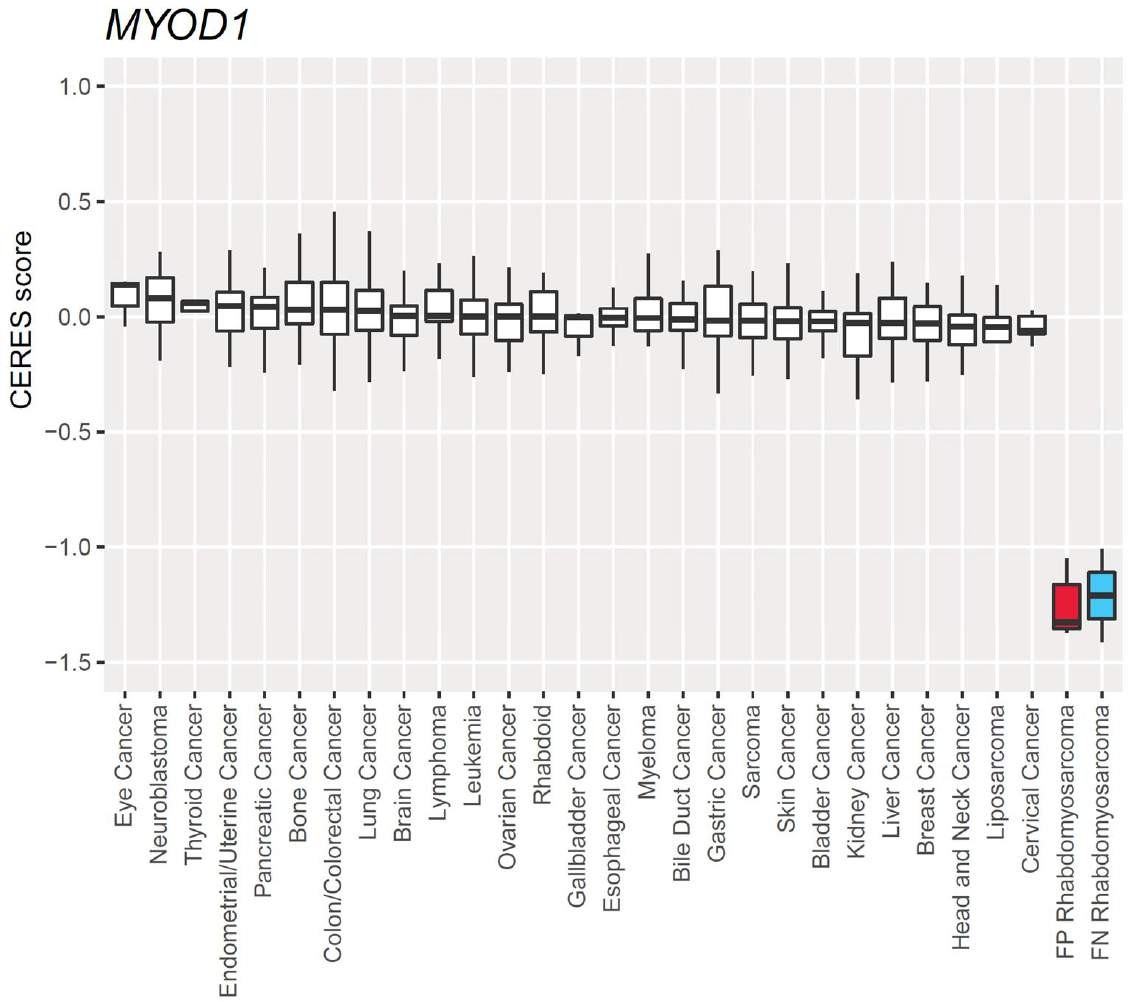 MYOD1
CERES score
1.0
0.5
0.0
−0.5
−1.0
−1.5
Eye Cancer
Neuroblastoma
Thyroid Cancer
Endometrial/Uterine Cancer
Pancreatic Cancer
Bone Cancer
Colon/Colorectal Cancer
Lung Cancer
Brain Cancer
Lymphoma
Leukemia
Ovarian Cancer
Rhabdoid
Gallbladder Cancer
Esophageal Cancer
Myeloma
Bile Duct Cancer
Gastric Cancer
Sarcoma
Skin Cancer
Bladder Cancer
Kidney Cancer
Liver Cancer
Breast Cancer
Head and Neck Cancer
Liposarcoma
Cervical Cancer
FP Rhabdomyosarcoma
FN Rhabdomyosarcoma